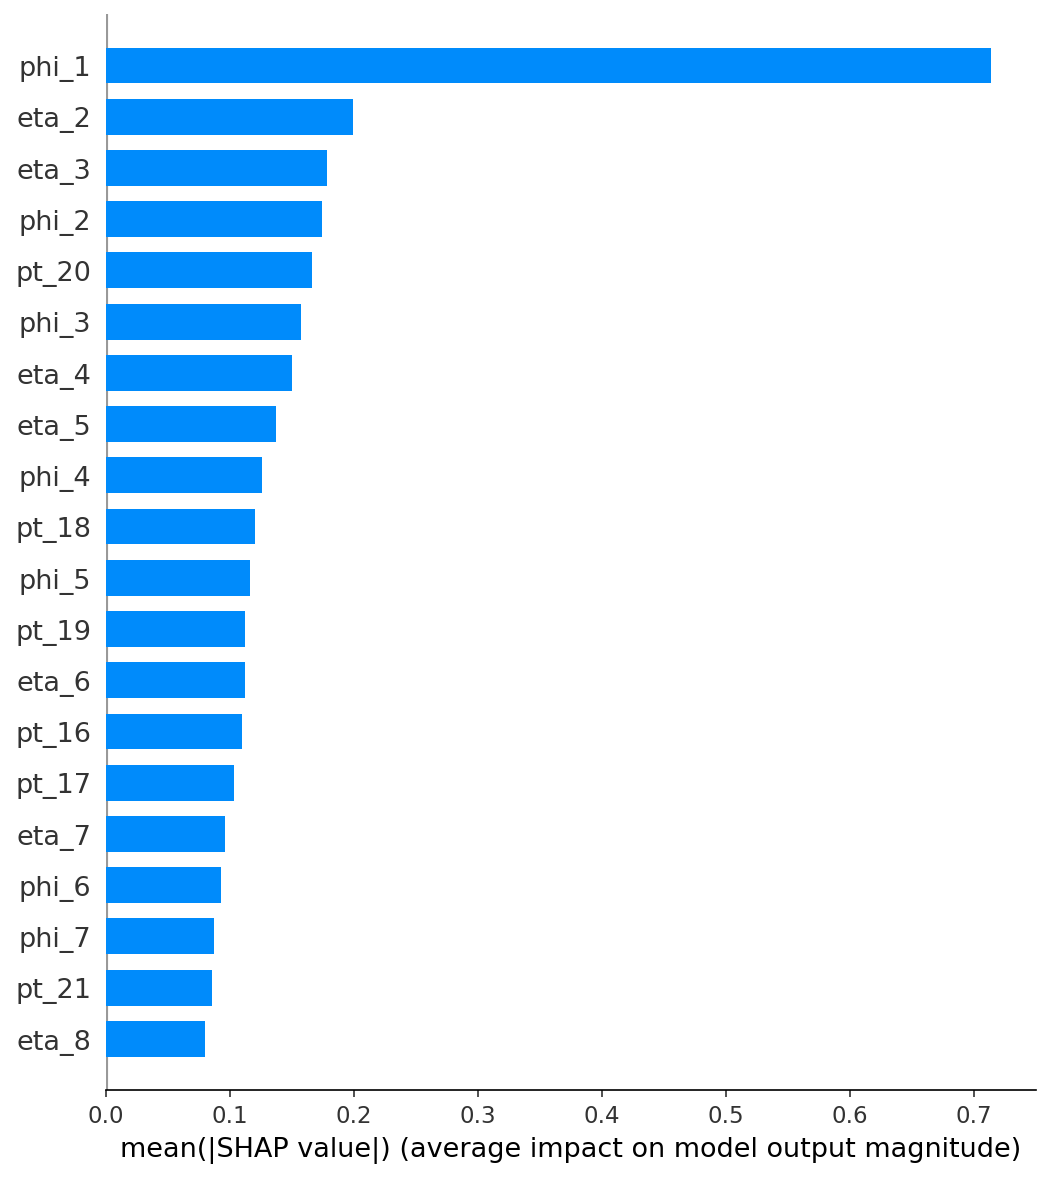 phi_1
eta_2
eta_3
phi_2
pt_20
phi_3
eta_4
eta_5
phi_4
pt_18
phi_5
pt_19
eta_6
pt_16
pt_17
eta_7
phi_6
phi_7
pt_21
eta_8
0.0 0.1 0.2 0.3 0.4 0.5 0.6 0.7
mean(|SHAP value|) (average impact on model output magnitude)